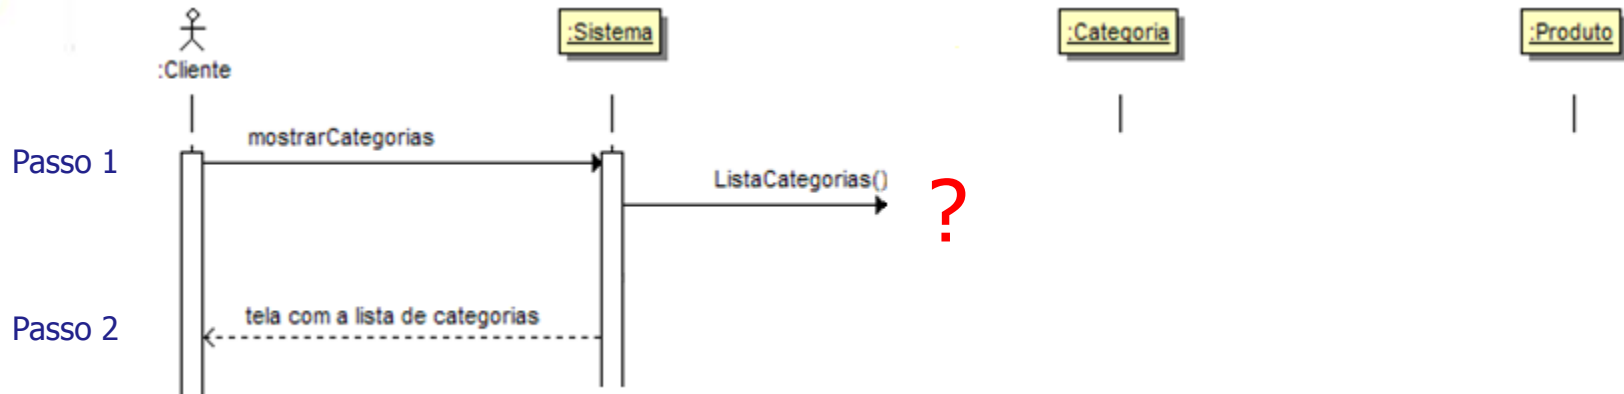 :Cliente
:Sistema
:Categoria
:Produto
Passo 1
mostrarCategorias
ListaCategorias()
?
Passo 2
tela com a lista de categorias